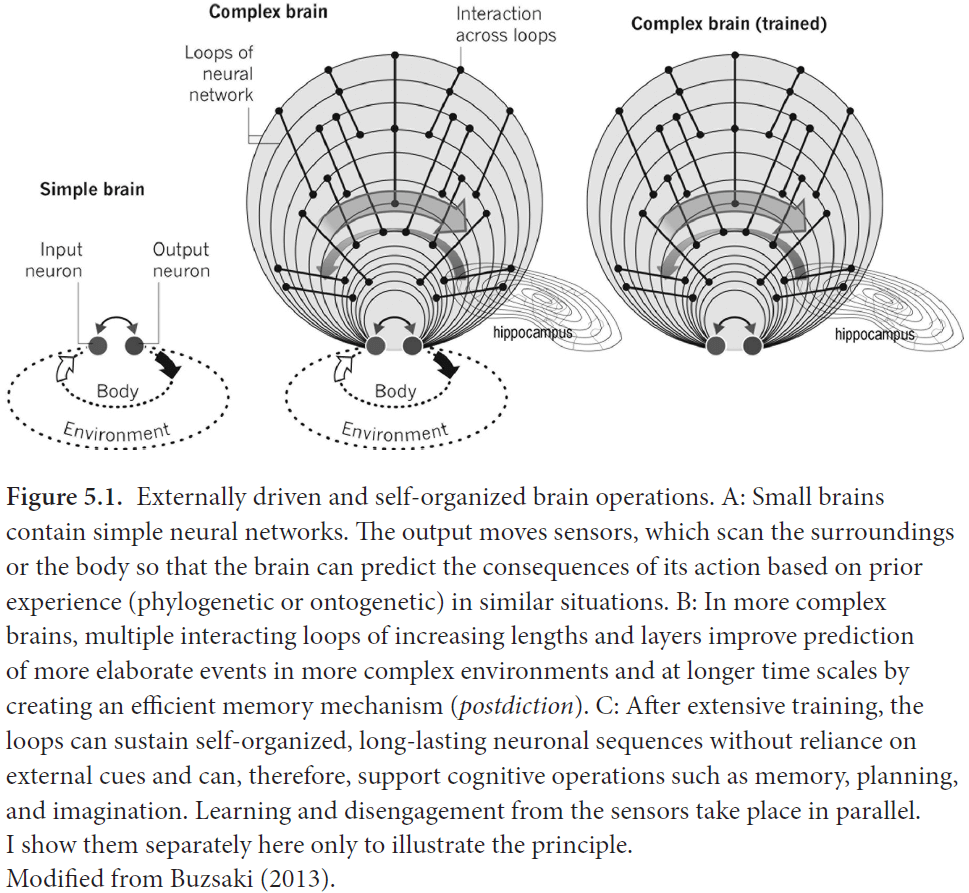 Complex brain
Interaction
across loops
Complex brain (trained)
Loops of
neural
network
Simple brain
Input
neuron
Output
neuron
hippocampus
hippocampus
Body
Environment
Body
Environment
Figure 5.1. Externally driven and self-organized brain operations. A: Small brains
contain simple neural networks. The output moves sensors, which scan the surroundings
or the body so that the brain can predict the consequences of its action based on prior
experience (phylogenetic or ontogenetic) in similar situations. B: In more complex
brains, multiple interacting loops of increasing lengths and layers improve prediction
of more elaborate events in more complex environments and at longer time scales by
creating an efficient memory mechanism (postdiction). C: After extensive training, the
loops can sustain self-organized, long-lasting neuronal sequences without reliance on
external cues and can, therefore, support cognitive operations such as memory, planning,
and imagination. Learning and disengagement from the sensors take place in parallel.
I show them separately here only to illustrate the principle.
Modified from Buzsaki (2013).